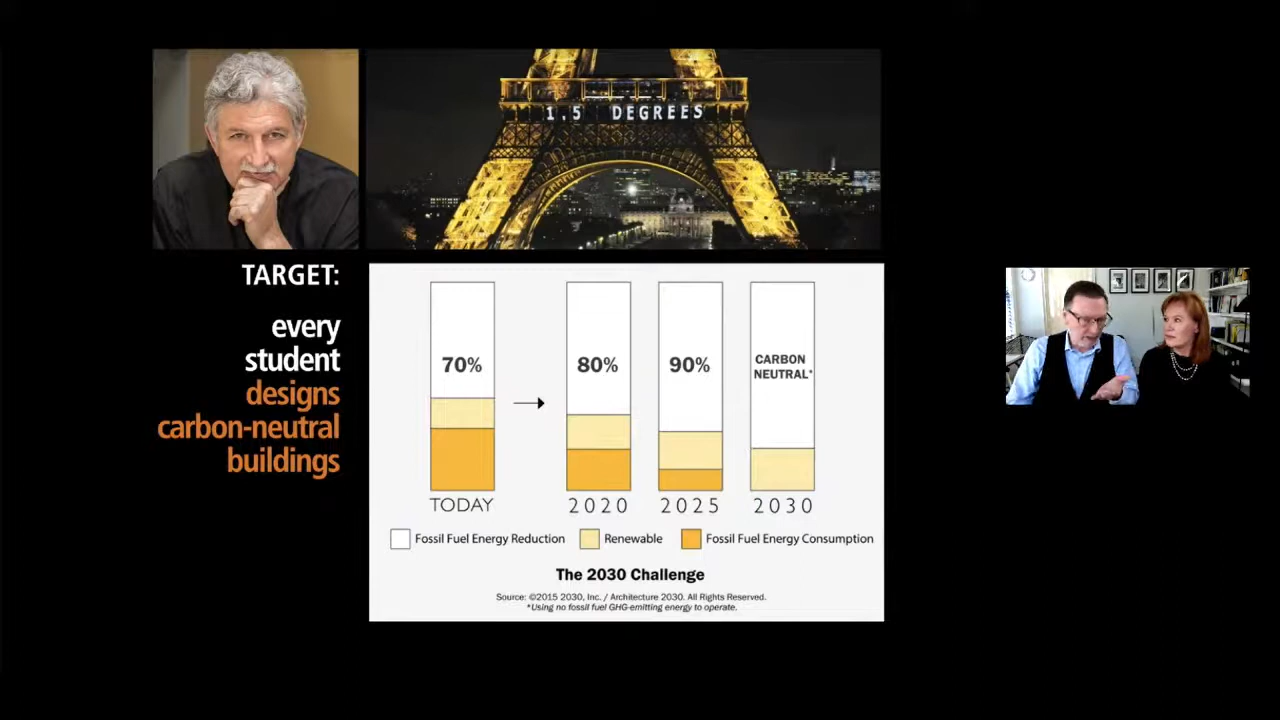 1.5 DEGREES
TARGET:
every
student
designs
carbon-neutral
buildings
70%
80%
90%
CARBON
NEUTRAL*
TODAY
2020
2025
2030
Fossil Fuel Energy Reduction
Renewable
Fossil Fuel Energy Consumption
The 2030 Challenge
Source: ©2015 2030, Inc. / Architecture 2030. All Rights Reserved.
*Using no fossil fuel GHG-emitting energy to operate.